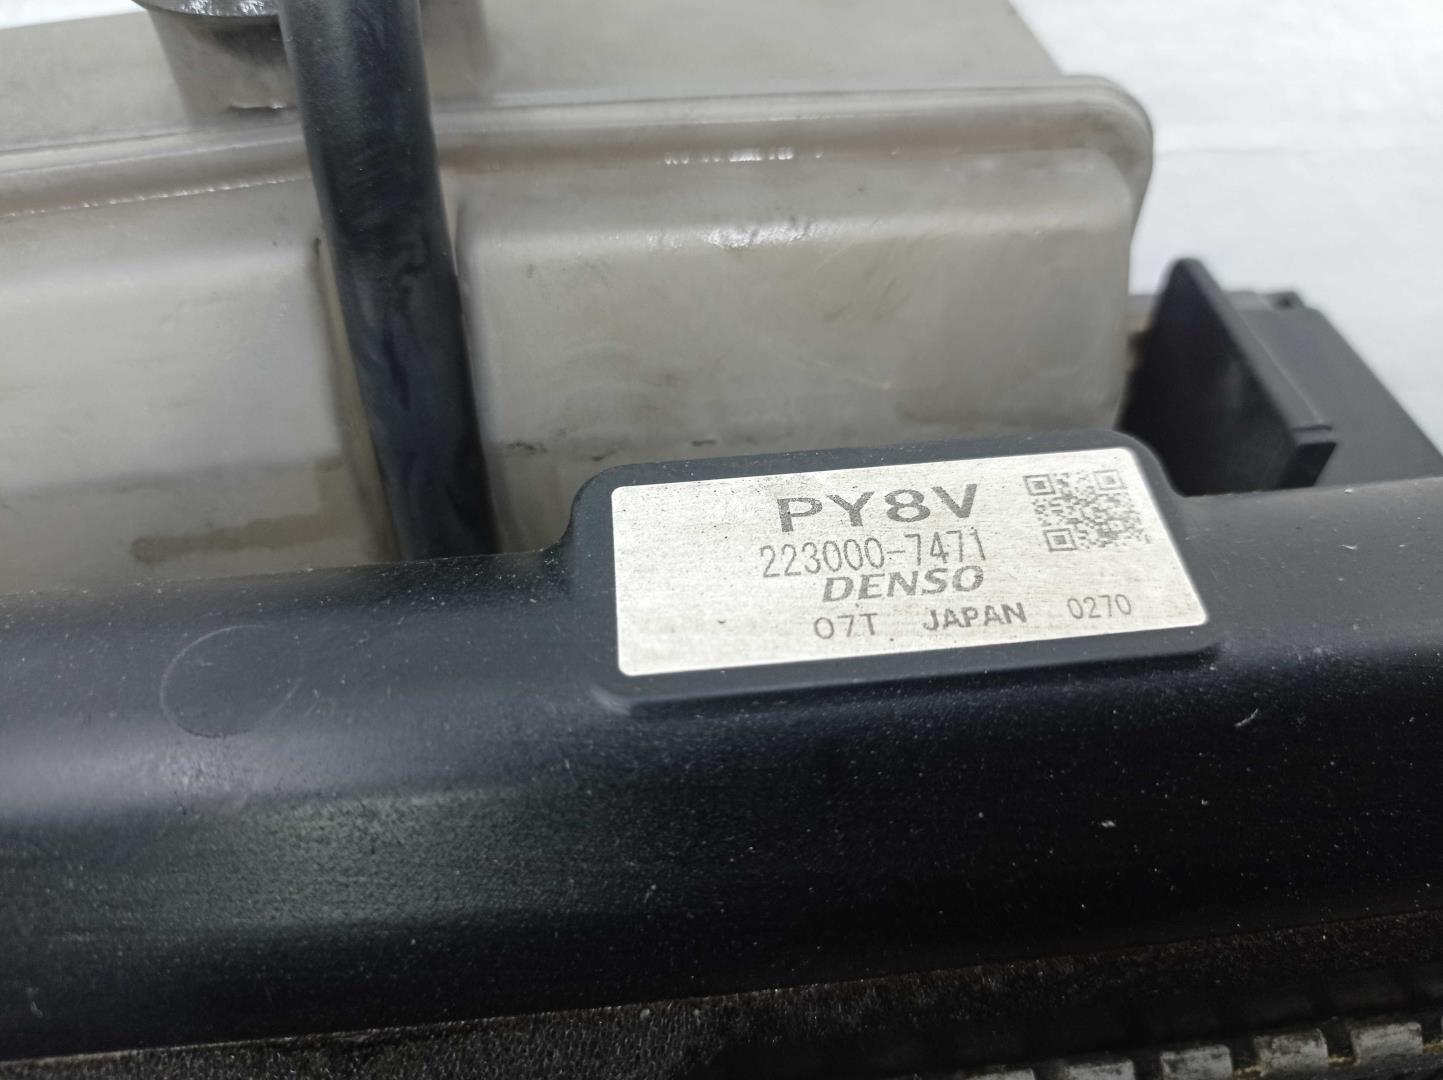 PY8V
223000-7471
DENSO
07T JAPAN 0270